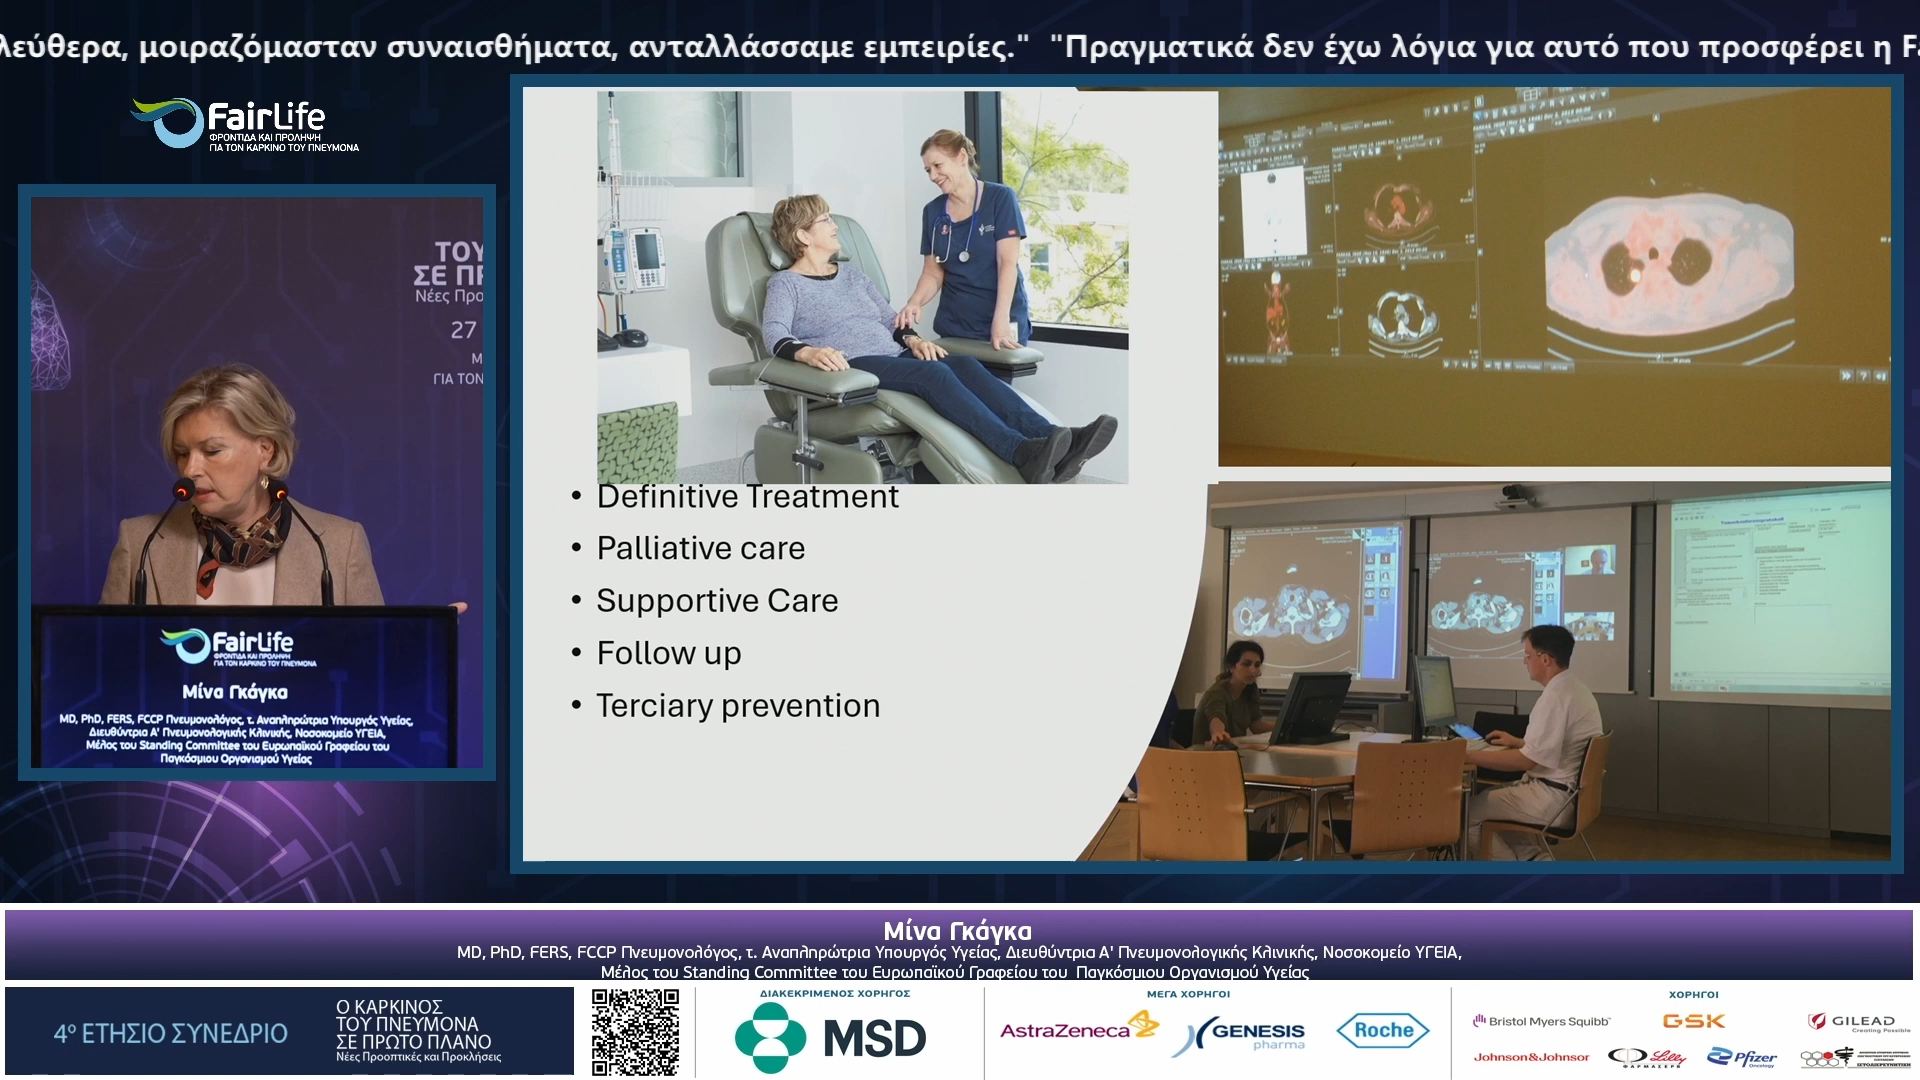 λεύθερα, μοιραζόμασταν συναισθήματα, ανταλλάσσαμε εμπειρίες." "Πραγματικά δεν έχω λόγια για αυτό που προσφέρει η
FairLife
ΦΡΟΝΤΙΔΑ ΚΑΙ ΠΡΟΛΗΨΗ
ΓΙΑ ΤΟΝ ΚΑΡΚΙΝΟ ΤΟΥ ΠΝΕΥΜΟΝΑ
ΤΟΥ
ΣΕ ΠΡ
Νέες Προ
27
Μ
ΓΙΑ ΤΟΝ
FairLife
ΦΡΟΝΤΙΔΑ ΚΑΙ ΠΡΟΛΗΨΗ
ΓΙΑ ΤΟΝ ΚΑΡΚΙΝΟ ΤΟΥ ΠΝΕΥΜΟΝΑ
Μίνα Γκάγκα
MD, PhD, FERS, FCCP Πνευμονολόγος, τ. Αναπληρώτρια Υπουργός Υγείας,
Διευθύντρια Α' Πνευμονολογικής Κλινικής, Νοσοκομείο ΥΓΕΙΑ,
Μέλος του Standing Committee του Ευρωπαϊκού Γραφείου του
Παγκόσμιου Οργανισμού Υγείας
• Definitive Treatment
• Palliative care
• Supportive Care
• Follow up
• Terciary prevention
Μίνα Γκάγκα
MD, PhD, FERS, FCCP Πνευμονολόγος, τ. Αναπληρώτρια Υπουργός Υγείας, Διευθύντρια Α' Πνευμονολογικής Κλινικής, Νοσοκομείο ΥΓΕΙΑ,
Μέλος του Standing Committee του Ευρωπαϊκού Γραφείου του Παγκόσμιου Οργανισμού Υγείας
4ο ΕΤΗΣΙΟ ΣΥΝΕΔΡΙΟ
Ο ΚΑΡΚΙΝΟΣ
ΤΟΥ ΠΝΕΥΜΟΝΑ
ΣΕ ΠΡΩΤΟ ΠΛΑΝΟ
Νέες Προοπτικές και Προκλήσεις
ΔΙΑΚΕΚΡΙΜΕΝΟΣ ΧΟΡΗΓΟΣ
MSD
ΜΕΓΑ ΧΟΡΗΓΟΙ
AstraZeneca
GENESIS
pharma
Roche
ΧΟΡΗΓΟΙ
Bristol Myers Squibb
GSK
GILEAD
Creating Possible
Johnson&Johnson
Lilly
ΦΑΡΜΑΣΕΡΒ
Pfizer
Oncology